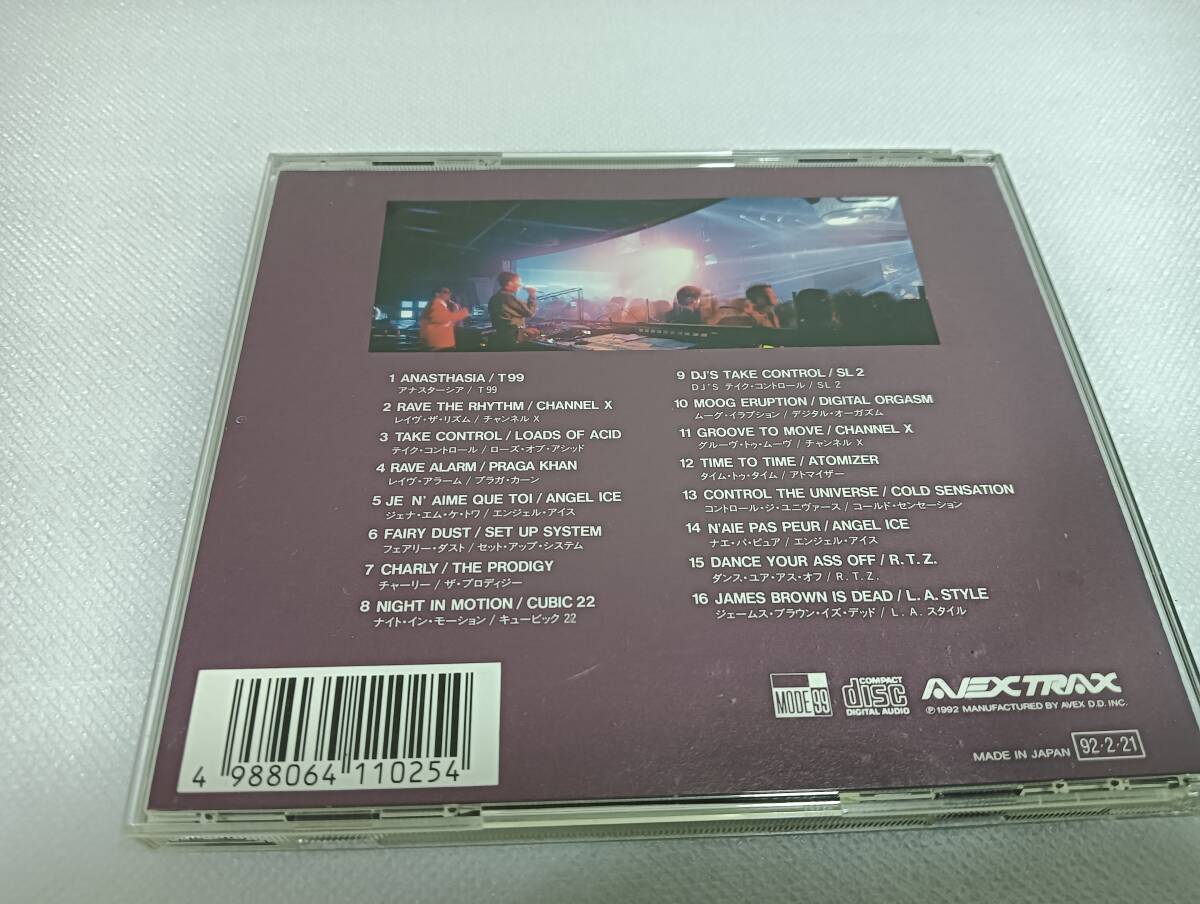 1 ANASTHASIA / T99
アナスターシア / T99
2 RAVE THE RHYTHM / CHANNEL X
レイヴ・ザ・リズム / チャンネル X
3 TAKE CONTROL / LOADS OF ACID
テイク・コントロール / ローズ・オブ・アシッド
4 RAVE ALARM / PRAGA KHAN
レイヴ・アラーム / プラガ・カーン
5 JE N' AIME QUE TOI / ANGEL ICE
ジェナ・エム・ケ・トワ / エンジェル・アイス
6 FAIRY DUST / SET UP SYSTEM
フェアリー・ダスト / セット・アップ・システム
7 CHARLY / THE PRODIGY
チャーリー / ザ・プロディジー
8 NIGHT IN MOTION / CUBIC 22
ナイト・イン・モーション / キュービック 22
9 DJ'S TAKE CONTROL / SL 2
DJ'S テイク・コントロール / SL 2
10 MOOG ERUPTION / DIGITAL ORGASM
ムーグ・イラプション / デジタル・オーガズム
11 GROOVE TO MOVE / CHANNEL X
グルーヴ・トゥ・ムーヴ / チャンネル X
12 TIME TO TIME / ATOMIZER
タイム・トゥ・タイム / アトマイザー
13 CONTROL THE UNIVERSE / COLD SENSATION
コントロール・ジ・ユニヴァース / コールド・センセーション
14 N'AIE PAS PEUR / ANGEL ICE
ナエ・パ・ピュア / エンジェル・アイス
15 DANCE YOUR ASS OFF / R.T.Z.
ダンス・ユア・アス・オフ / R.T.Z.
16 JAMES BROWN IS DEAD / L.A. STYLE
ジェームス・ブラウン・イズ・デッド / L.A. スタイル
MODE 99
COMPACT
disc
DIGITAL AUDIO
AVEX TRAX
℗1992 MANUFACTURED BY AVEX D.D. INC.
MADE IN JAPAN 92·2·21
4 988064 110254